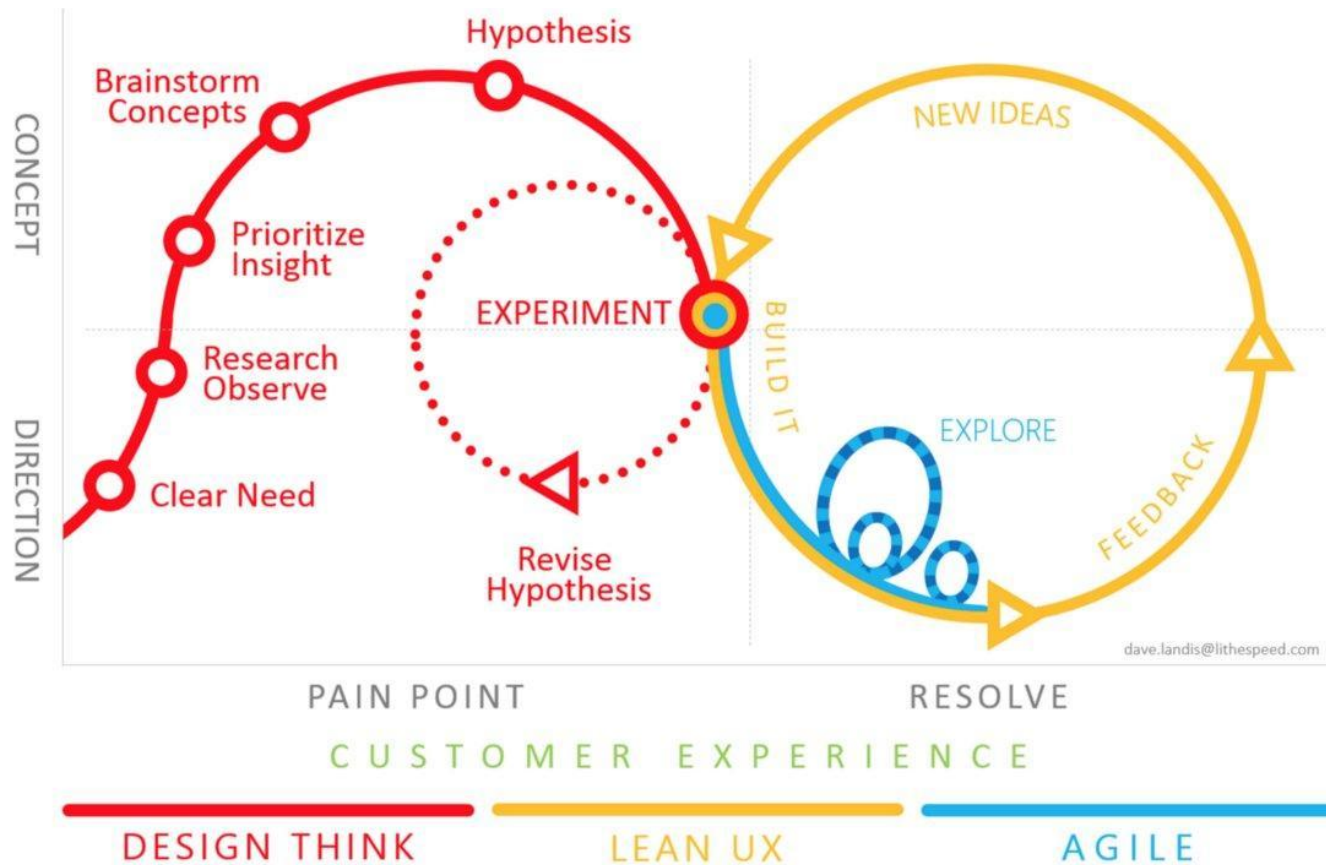 Hypothesis
Brainstorm
Concepts
NEW IDEAS
CONCEPT
Prioritize
Insight
EXPERIMENT
BUILD IT
Research
Observe
DIRECTION
EXPLORE
Clear Need
FEEDBACK
Revise
Hypothesis
dave.landis@lithespeed.com
PAIN POINT
RESOLVE
CUSTOMER EXPERIENCE
DESIGN THINK
LEAN UX
AGILE